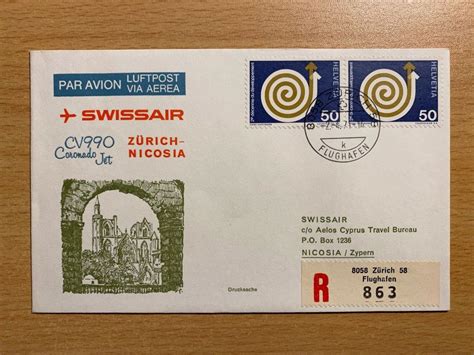 PAR AVION
LUFTPOST
VIA AEREA
SWISSAIR
CV990
Coronado Jet
ZÜRICH-
NICOSIA
HELVETIA
50
HELVETIA
50
FLUGHAFEN
k
SWISSAIR
c/o Aelos Cyprus Travel Bureau
P.O. Box 1236
NICOSIA / Zypern
Drucksache
R
8058 Zürich 58
Flughafen
863